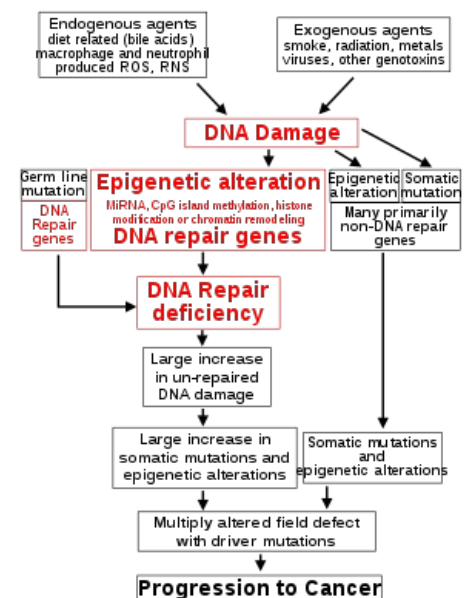 Endogenous agents
diet related (bile acids)
macrophage and neutrophil
produced ROS, RNS
Exogenous agents
smoke, radiation, metals
viruses, other genotoxins
DNA Damage
Germ line
mutation
DNA
Repair
genes
Epigenetic alteration
MiRNA, CpG island methylation, histone
modification or chromatin remodeling
DNA repair genes
Epigenetic
alteration
Somatic
mutation
Many primarily
non-DNA repair
genes
DNA Repair
deficiency
Large increase
in un-repaired
DNA damage
Large increase in
somatic mutations and
epigenetic alterations
Somatic mutations
and
epigenetic alterations
Multiply altered field defect
with driver mutations
Progression to Cancer